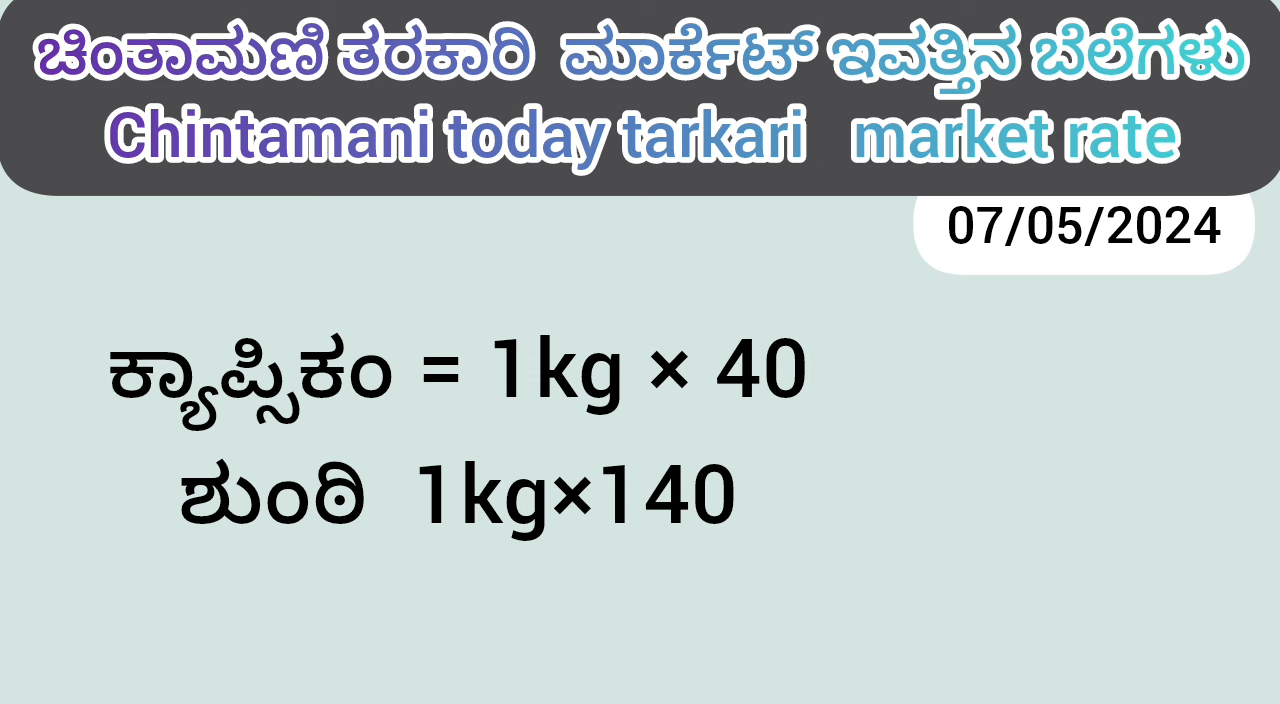 ಚಿಂತಾಮಣಿ ತರಕಾರಿ ಮಾರ್ಕೆಟ್ ಇವತ್ತಿನ ಬೆಲೆಗಳು
Chintamani today tarkari market rate
07/05/2024
ಕ್ಯಾಪ್ಸಿಕಂ = 1kg × 40
ಶುಂಠಿ 1kg×140